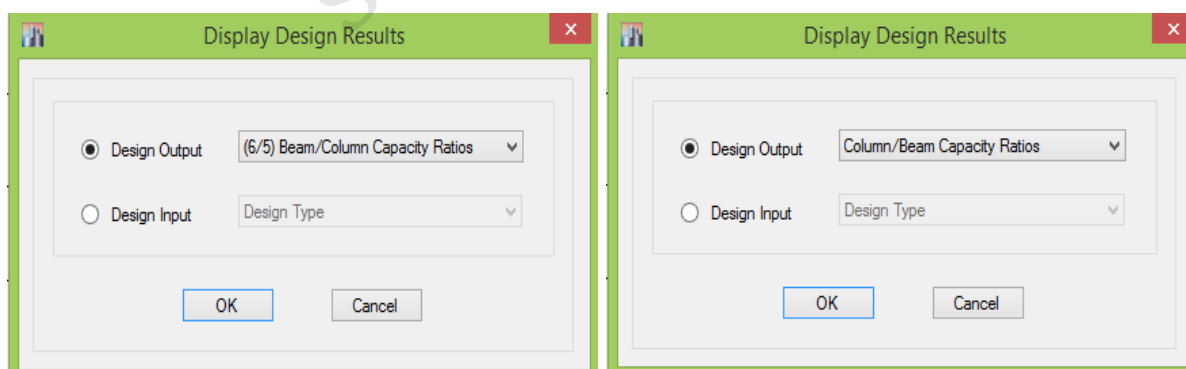 Display Design Results
Design Output (6/5) Beam/Column Capacity Ratios
Design Input Design Type
OK Cancel
Display Design Results
Design Output Column/Beam Capacity Ratios
Design Input Design Type
OK Cancel